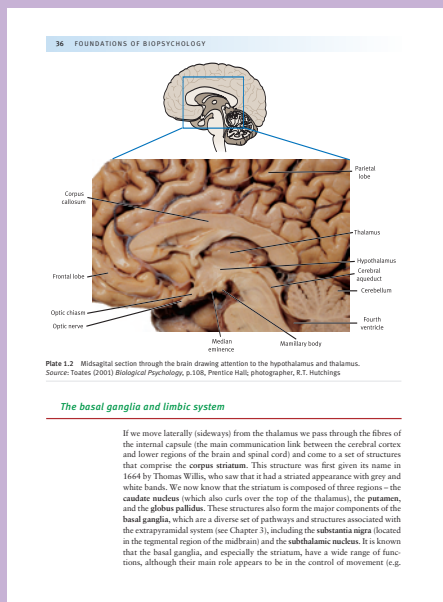 36 FOUNDATIONS OF BIOPSYCHOLOGY
Parietal
lobe
Corpus
callosum
Thalamus
Hypothalamus
Cerebral
aqueduct
Frontal lobe
Cerebellum
Optic chiasm
Fourth
ventricle
Optic nerve
Median
eminence
Mamillary body
Plate 1.2 Midsagital section through the brain drawing attention to the hypothalamus and thalamus.
Source: Toates (2001) Biological Psychology, p.108, Prentice Hall; photographer, R.T. Hutchings
The basal ganglia and limbic system
If we move laterally (sideways) from the thalamus we pass through the fibres of
the internal capsule (the main communication link between the cerebral cortex
and lower regions of the brain and spinal cord) and come to a set of structures
that comprise the corpus striatum. This structure was first given its name in
1664 by Thomas Willis, who saw that it had a striated appearance with grey and
white bands. We now know that the striatum is composed of three regions – the
caudate nucleus (which also curls over the top of the thalamus), the putamen,
and the globus pallidus. These structures also form the major components of the
basal ganglia, which are a diverse set of pathways and structures associated with
the extrapyramidal system (see Chapter 3), including the substantia nigra (located
in the tegmental region of the midbrain) and the subthalamic nucleus. It is known
that the basal ganglia, and especially the striatum, have a wide range of func-
tions, although their main role appears to be in the control of movement (e.g.